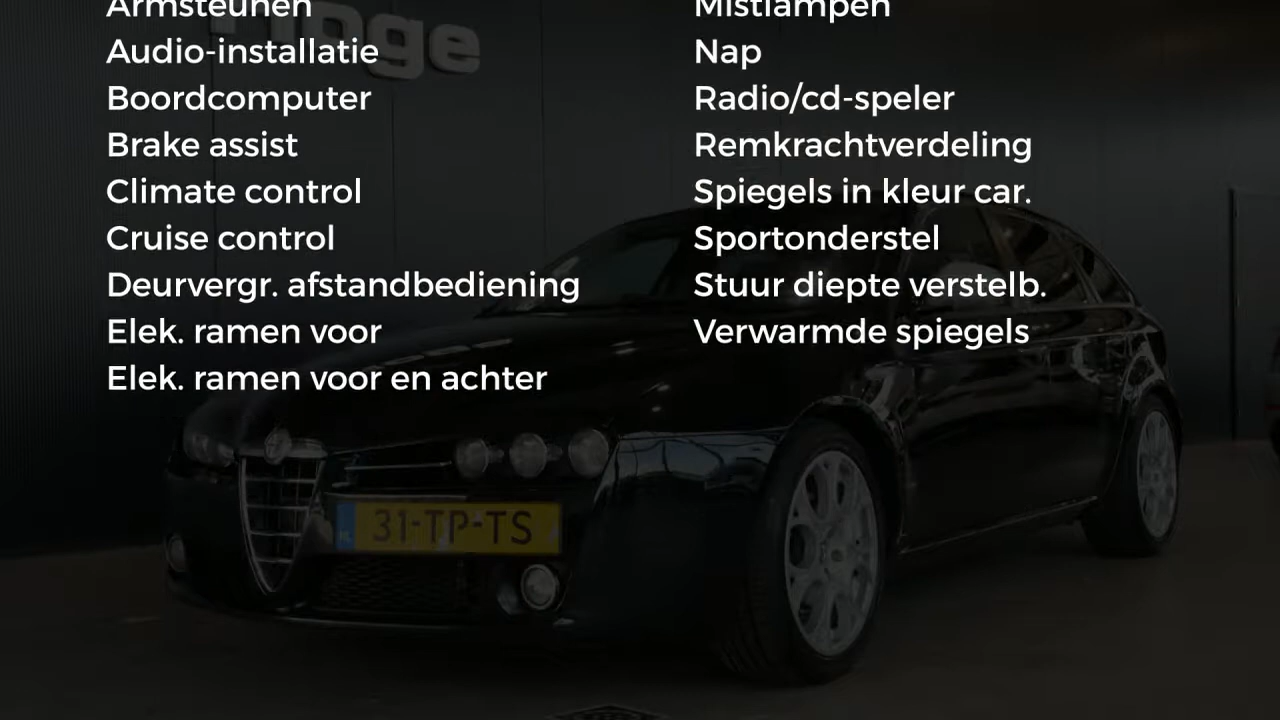 Armsteunen
Audio-installatie
Boordcomputer
Brake assist
Climate control
Cruise control
Deurvergr. afstandbediening
Elek. ramen voor
Elek. ramen voor en achter
Mistlampen
Nap
Radio/cd-speler
Remkrachtverdeling
Spiegels in kleur car.
Sportonderstel
Stuur diepte verstelb.
Verwarmde spiegels
NL 31-TP-TS